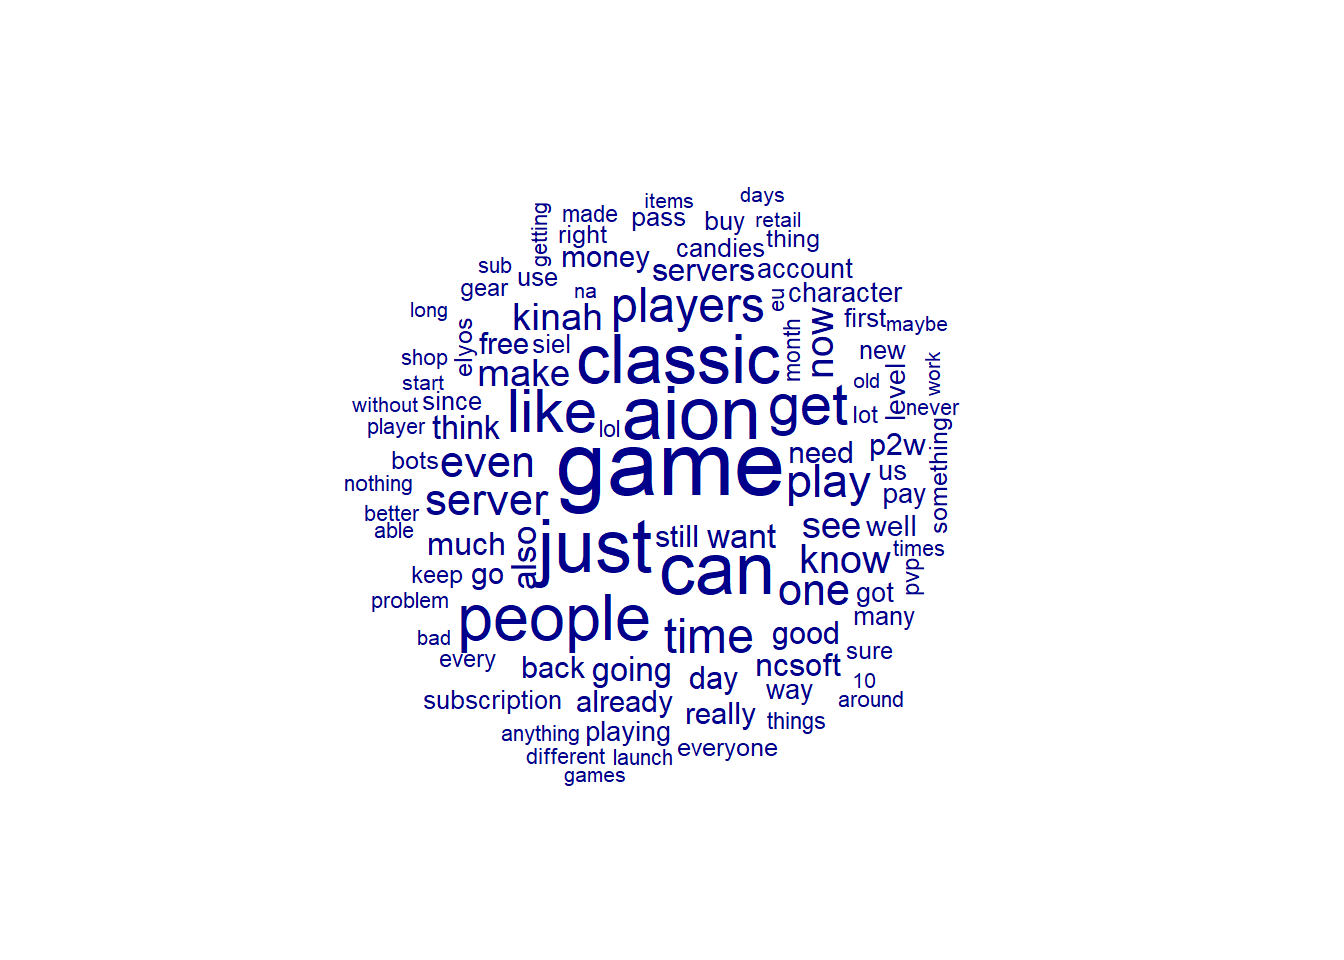 days
items
getting
made
pass
buy
retail
right
candies
thing
money
servers
account
sub
use
gear
na
players
eu
character
long
kinah
now
first
maybe
elyos
free
siel
classic
month
new
shop
make
old
work
start
level
without
since
like
aion
get
lot
never
player
think
lol
something
bots
even
game
need
p2w
nothing
server
play
us
pay
better
able
also
just
still
want
see
well
much
can
know
times
keep
go
pvp
problem
people
one
got
many
bad
time
good
every
back
going
day
ncsoft
sure
way
10
subscription
already
really
around
things
anything
playing
everyone
different
launch
games